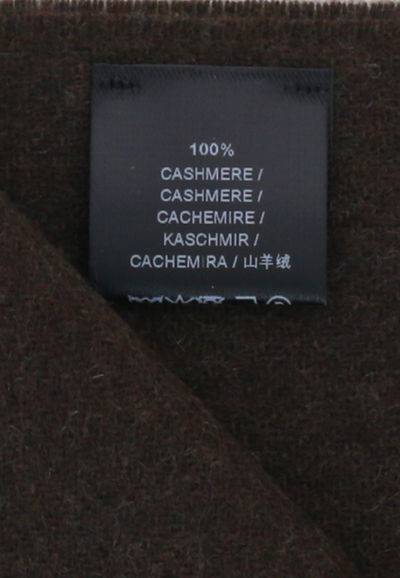 100%
CASHMERE /
CASHMERE /
CACHEMIRE /
KASCHMIR /
CACHEMIRA / 山羊绒